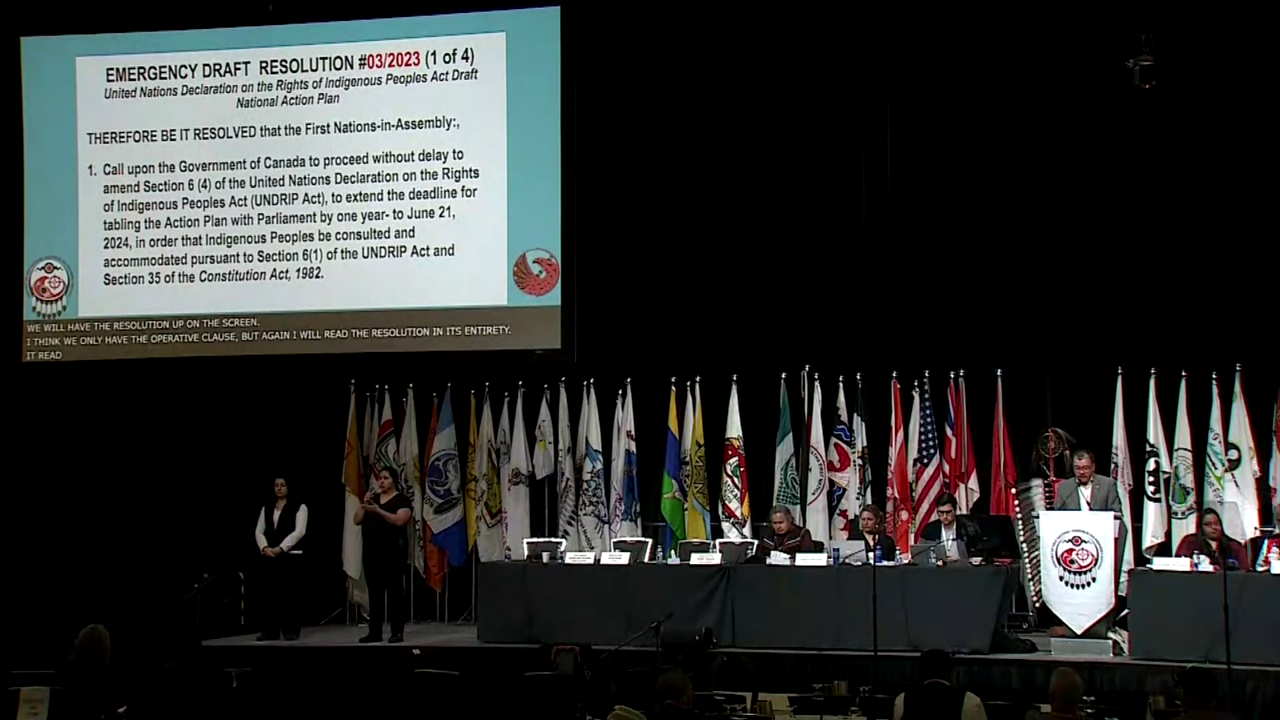 EMERGENCY DRAFT RESOLUTION #03/2023 (1 of 4)
United Nations Declaration on the Rights of Indigenous Peoples Act Draft
National Action Plan
THEREFORE BE IT RESOLVED that the First Nations-in-Assembly:,
1. Call upon the Government of Canada to proceed without delay to
amend Section 6 (4) of the United Nations Declaration on the Rights
of Indigenous Peoples Act (UNDRIP Act), to extend the deadline for
tabling the Action Plan with Parliament by one year- to June 21,
2024, in order that Indigenous Peoples be consulted and
accommodated pursuant to Section 6(1) of the UNDRIP Act and
Section 35 of the Constitution Act, 1982.
WE WILL HAVE THE RESOLUTION UP ON THE SCREEN.
I THINK WE ONLY HAVE THE OPERATIVE CLAUSE, BUT AGAIN I WILL READ THE RESOLUTION IN ITS ENTIRETY.
IT READ